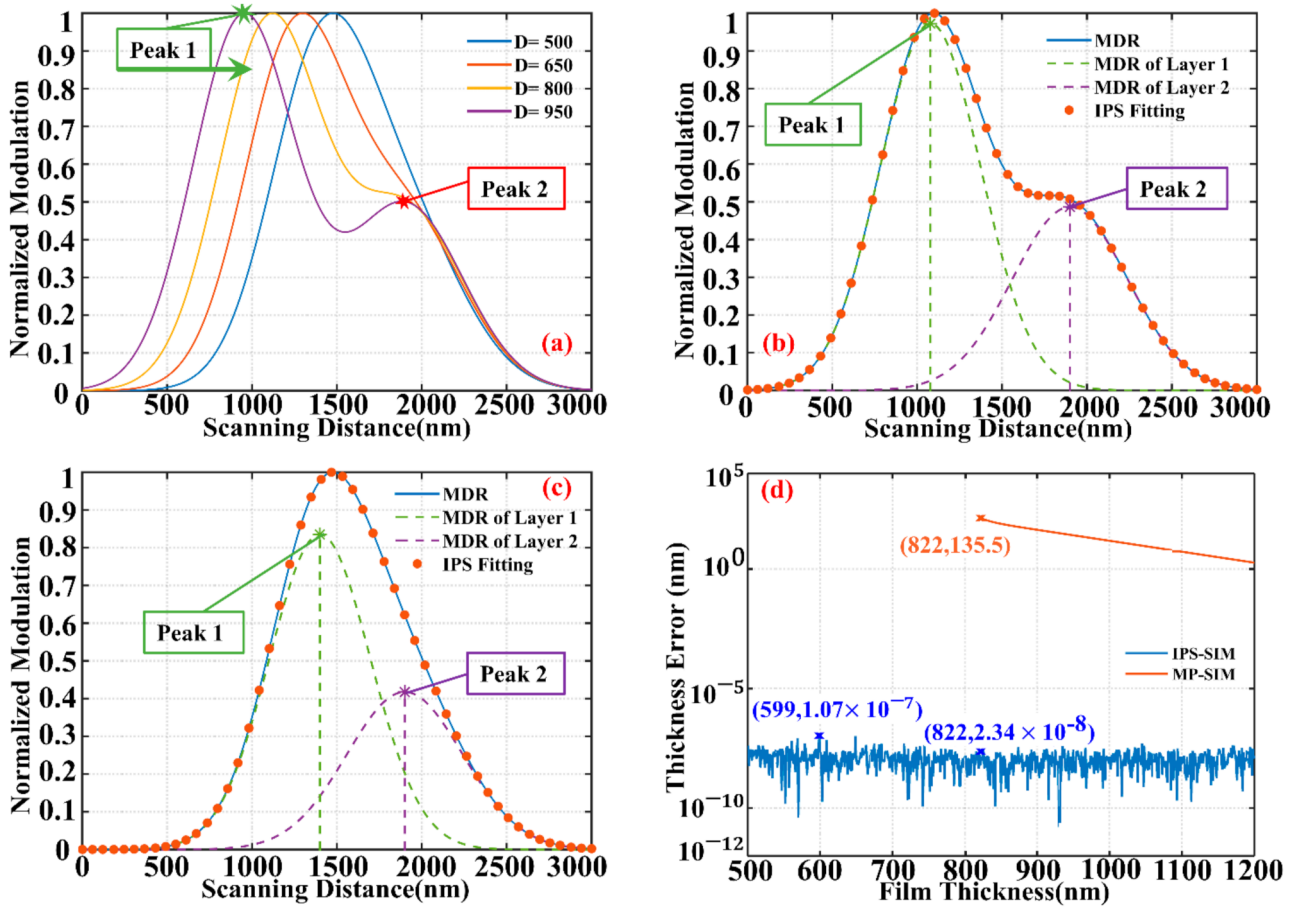 1
0.9
0.8
0.7
0.6
0.5
0.4
0.3
0.2
0.1
0
Normalized Modulation
Peak 1
D= 500
D= 650
D= 800
D= 950
Peak 2
(a)
0 500 1000 1500 2000 2500 3000
Scanning Distance(nm)
1
0.9
0.8
0.7
0.6
0.5
0.4
0.3
0.2
0.1
0
Normalized Modulation
MDR
MDR of Layer 1
MDR of Layer 2
IPS Fitting
Peak 1
Peak 2
(b)
0 500 1000 1500 2000 2500 3000
Scanning Distance(nm)
1
0.9
0.8
0.7
0.6
0.5
0.4
0.3
0.2
0.1
0
Normalized Modulation
(c)
MDR
MDR of Layer 1
MDR of Layer 2
IPS Fitting
Peak 1
Peak 2
0 500 1000 1500 2000 2500 3000
Scanning Distance(nm)
10⁵
10⁰
10⁻⁵
10⁻¹⁰
10⁻¹²
Thickness Error (nm)
(d)
(822,135.5)
IPS-SIM
MP-SIM
(599,1.07× 10⁻⁷)
(822,2.34 × 10⁻⁸)
500 600 700 800 900 1000 1100 1200
Film Thickness(nm)